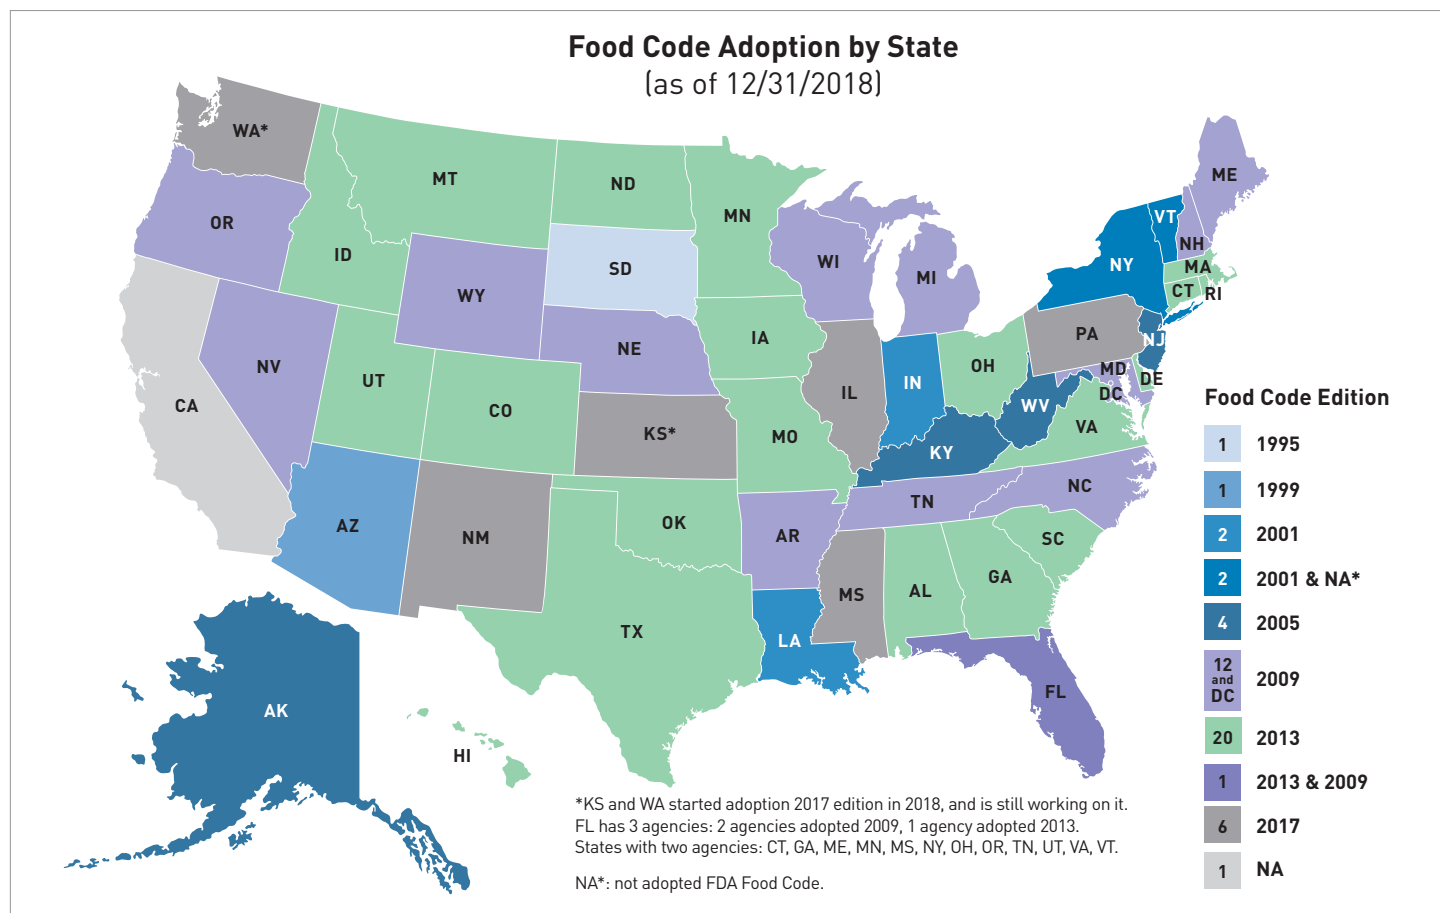 Food Code Adoption by State
(as of 12/31/2018)
WA*
MT
ND
MN
OR
ID
SD
WI
MI
ME
VT
NH
NY
MA
CT
RI
WY
IA
NE
PA
NJ
NV
UT
CO
CA
IL
IN
OH
MD
DE
DC
WV
VA
KS*
MO
KY
AZ
NM
OK
AR
TN
NC
SC
MS
AL
GA
TX
LA
FL
AK
HI
Food Code Edition
1 1995
1 1999
2 2001
2 2001 & NA*
4 2005
12
and
DC
2009
20 2013
1 2013 & 2009
6 2017
1 NA
*KS and WA started adoption 2017 edition in 2018, and is still working on it.
FL has 3 agencies: 2 agencies adopted 2009, 1 agency adopted 2013.
States with two agencies: CT, GA, ME, MN, MS, NY, OH, OR, TN, UT, VA, VT.
NA*: not adopted FDA Food Code.